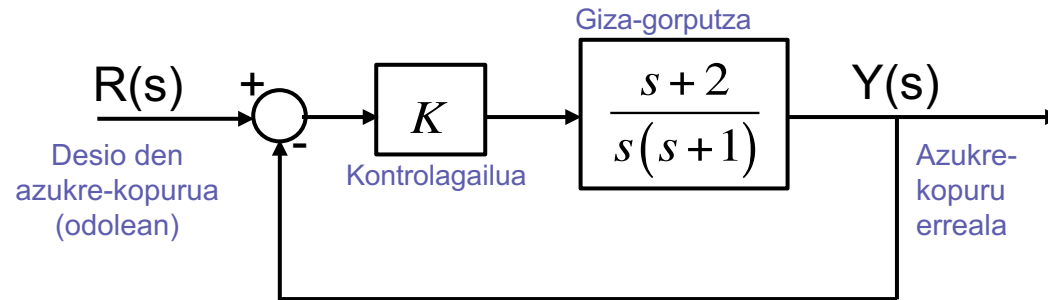 Giza-gorputza
R(s)
+
-
K
s + 2
s(s+1)
Y(s)
Desio den
azukre-kopurua
(odolean)
Kontrolagailua
Azukre-
kopuru
erreala